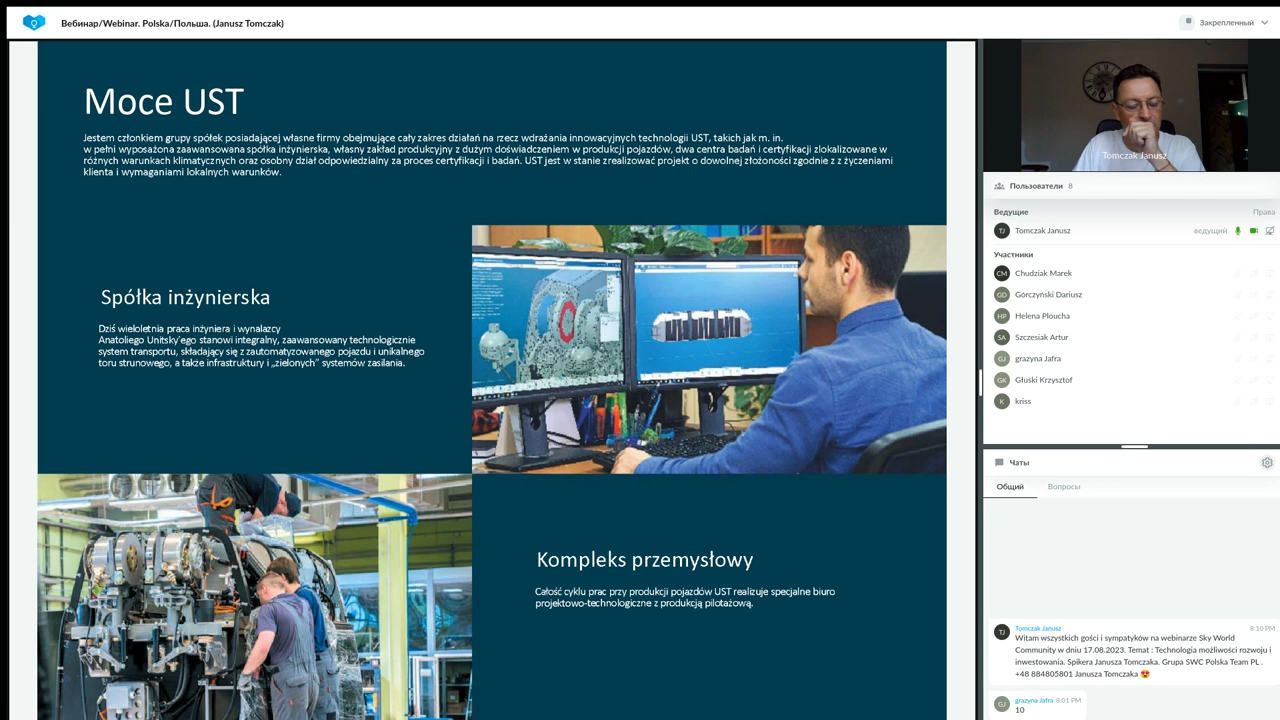 Вебинар/Webinar. Polska/Польша. (Janusz Tomczak)
Закрепленный
Moce UST
Jestem członkiem grupy spółek posiadającej własne firmy obejmujące cały zakres działań na rzecz wdrażania innowacyjnych technologii UST, takich jak m. in.
w pełni wyposażona zaawansowana spółka inżynierska, własny zakład produkcyjny z dużym doświadczeniem w produkcji pojazdów, dwa centra badań i certyfikacji zlokalizowane w
różnych warunkach klimatycznych oraz osobny dział odpowiedzialny za proces certyfikacji i badań. UST jest w stanie zrealizować projekt o dowolnej złożoności zgodnie z z życzeniami
klienta i wymaganiami lokalnych warunków.
Spółka inżynierska
Dziś wieloletnia praca inżyniera i wynalazcy
Anatoliego Unitsky'ego stanowi integralny, zaawansowany technologicznie
system transportu, składający się z zautomatyzowanego pojazdu i unikalnego
toru strunowego, a także infrastruktury i „zielonych” systemów zasilania.
Kompleks przemysłowy
Całość cyklu prac przy produkcji pojazdów UST realizuje specjalne biuro
projektowo-technologiczne z produkcją pilotażową.
Tomczak Janusz
Пользователи 8
Ведущие Права
TJ Tomczak Janusz ведущий
Участники
CM Chudziak Marek
GD Górczyński Dariusz
HP Helena Ploucha
SA Szczesiak Artur
GJ grazyna Jafra
GK Głuski Krzysztof
K kriss
Чаты
Общий Вопросы
TJ Tomczak Janusz 8:10 PM
Witam wszystkich gości i sympatyków na webinarze Sky World
Community w dniu 17.08.2023. Temat : Technologia możliwości rozwoju i
inwestowania. Spikera Janusza Tomczaka. Grupa SWC Polska Team PL .
+48 884805801 Janusza Tomczaka 😍
GJ grazyna Jafra 8:01 PM
10